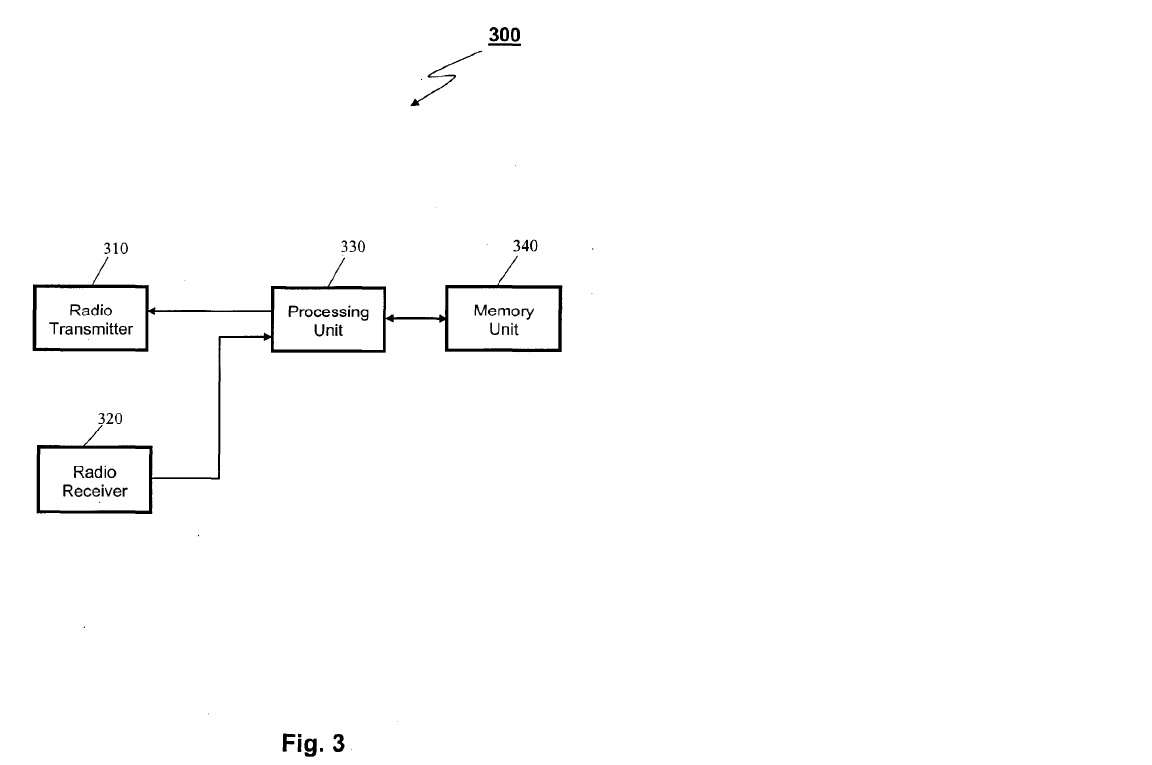 300
310
330
340
Radio
Transmitter
Processing
Unit
Memory
Unit
320
Radio
Receiver
Fig. 3